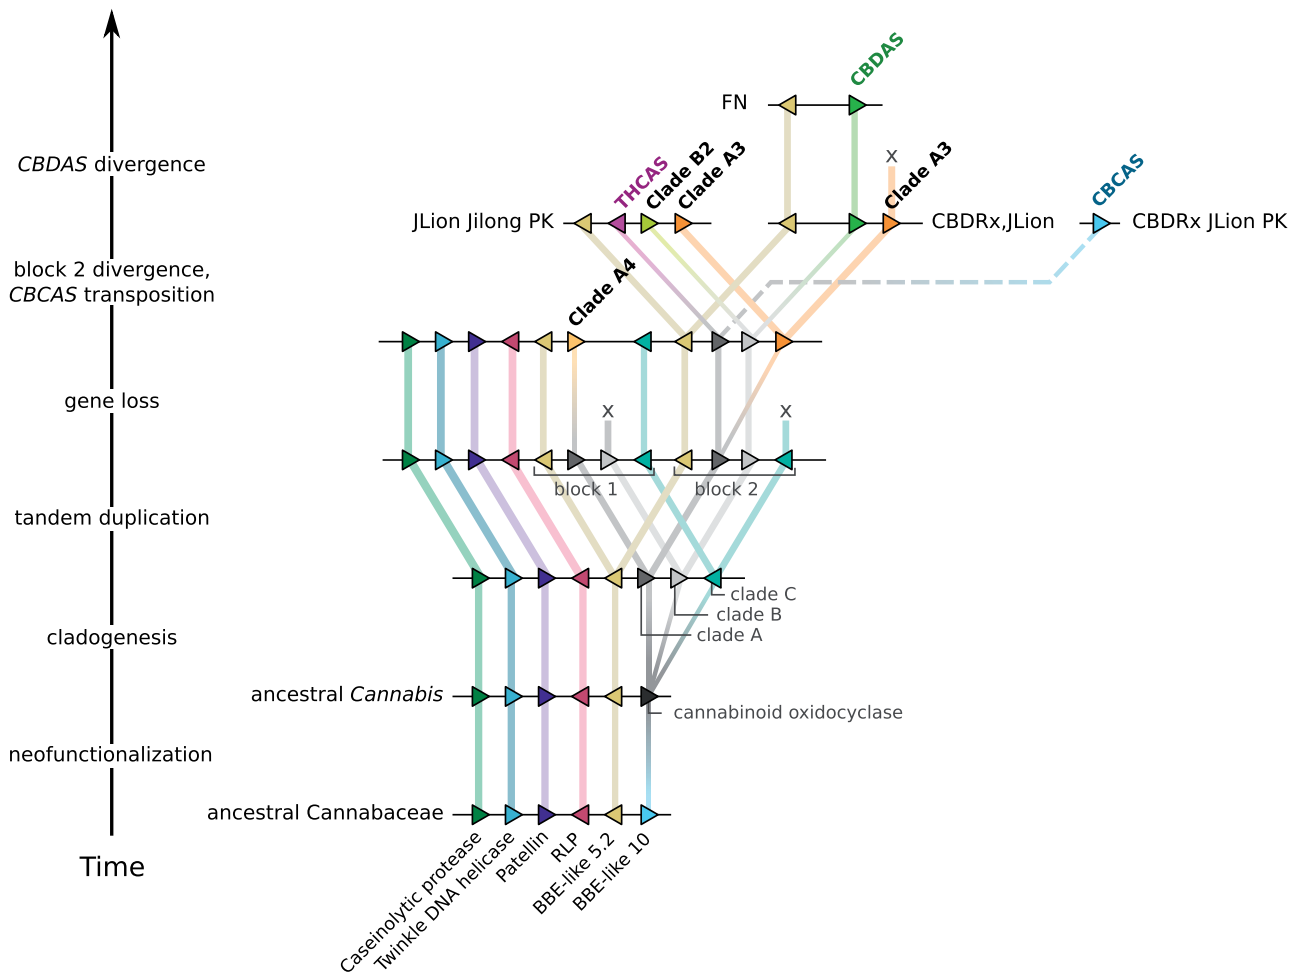 CBDAS
FN
CBDAS divergence
x
THCAS
Clade B2
Clade A3
Clade A3
CBCAS
JLion Jilong PK
CBDRx,JLion
CBDRx JLion PK
block 2 divergence,
CBCAS transposition
Clade A4
gene loss
x
x
block 1
block 2
tandem duplication
clade C
clade B
clade A
cladogenesis
ancestral Cannabis
cannabinoid oxidocyclase
neofunctionalization
ancestral Cannabaceae
Time
Caseinolytic protease
Twinkle DNA helicase
Patellin
RLP
BBE-like 5.2
BBE-like 10